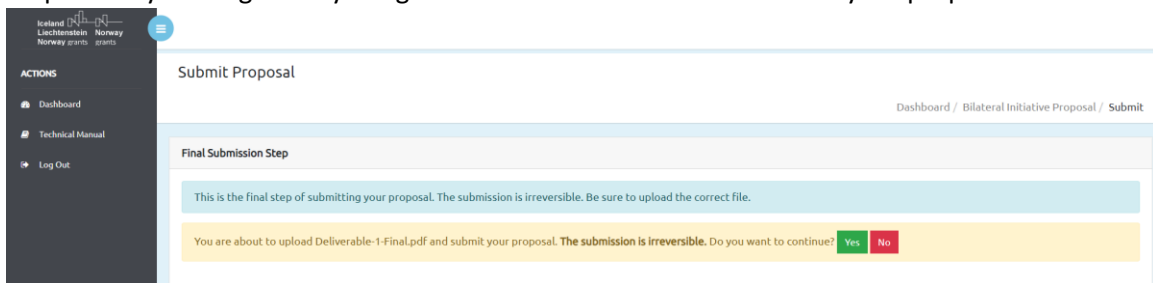 Iceland
Liechtenstein Norway
Norway grants grants
ACTIONS
Dashboard
Technical Manual
Log Out
Submit Proposal
Dashboard / Bilateral Initiative Proposal / Submit
Final Submission Step
This is the final step of submitting your proposal. The submission is irreversible. Be sure to upload the correct file.
You are about to upload Deliverable-1-Final.pdf and submit your proposal. The submission is irreversible. Do you want to continue? Yes No